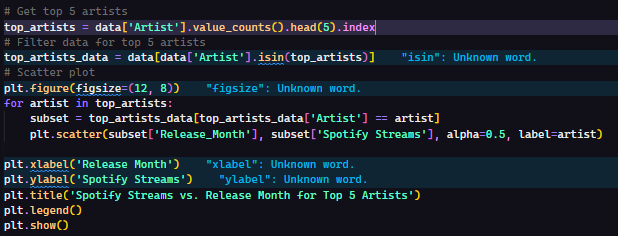 # Get top 5 artists
top_artists = data['Artist'].value_counts().head(5).index
# Filter data for top 5 artists
top_artists_data = data[data['Artist'].isin(top_artists)]    "isin": Unknown word.
# Scatter plot
plt.figure(figsize=(12, 8))    "figsize": Unknown word.
for artist in top_artists:
    subset = top_artists_data[top_artists_data['Artist'] == artist]
    plt.scatter(subset['Release_Month'], subset['Spotify Streams'], alpha=0.5, label=artist)
plt.xlabel('Release Month')    "xlabel": Unknown word.
plt.ylabel('Spotify Streams')    "ylabel": Unknown word.
plt.title('Spotify Streams vs. Release Month for Top 5 Artists')
plt.legend()
plt.show()